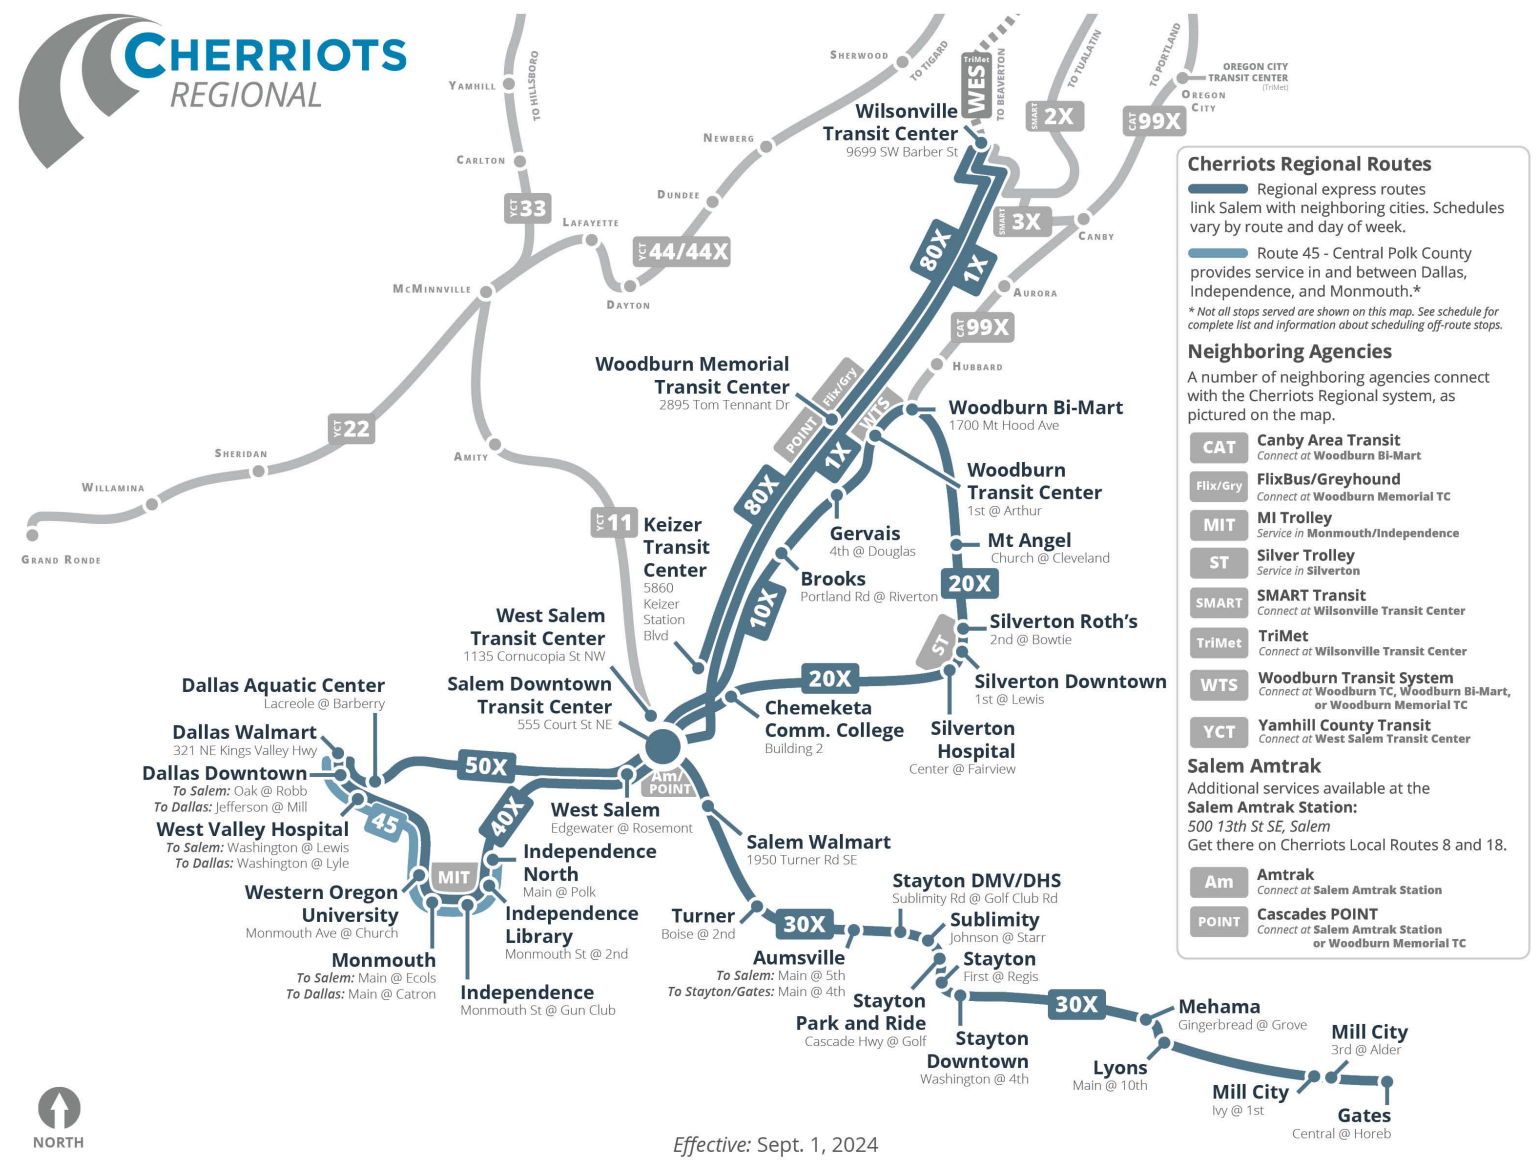 CHERRIOTS
REGIONAL
YAMHILL
TO HILLSBORO
CARLTON
YCT 33
LAFAYETTE
MCMINNVILLE
DAYTON
YCT 44/44X
DUNDEE
NEWBERG
SHERWOOD
TO TIGARD
WES TriMet
TO BEAVERTON
TO TUALATIN
SMART 2X
TO PORTLAND
CAT 99X
OREGON CITY
TRANSIT CENTER
(TriMet)
OREGON
CITY
Wilsonville
Transit Center
9699 SW Barber St
SMART 3X
CANBY
80X
1X
AURORA
CAT 99X
HUBBARD
YCT 22
SHERIDAN
WILLAMINA
GRAND RONDE
AMITY
YCT 11
Woodburn Memorial
Transit Center
2895 Tom Tennant Dr
Flix/Gry
POINT
WTS
1X
80X
Woodburn Bi-Mart
1700 Mt Hood Ave
Woodburn
Transit Center
1st @ Arthur
Gervais
4th @ Douglas
Mt Angel
Church @ Cleveland
Brooks
Portland Rd @ Riverton
20X
10X
Keizer
Transit
Center
5860
Keizer
Station
Blvd
Silverton Roth's
2nd @ Bowtie
ST
Silverton Downtown
1st @ Lewis
20X
Silverton
Hospital
Center @ Fairview
Chemeketa
Comm. College
Building 2
West Salem
Transit Center
1135 Cornucopia St NW
Salem Downtown
Transit Center
555 Court St NE
Dallas Aquatic Center
Lacreole @ Barberry
Dallas Walmart
321 NE Kings Valley Hwy
Dallas Downtown
To Salem: Oak @ Robb
To Dallas: Jefferson @ Mill
West Valley Hospital
To Salem: Washington @ Lewis
To Dallas: Washington @ Lyle
50X
45
40X
Am/
POINT
West Salem
Edgewater @ Rosemont
MIT
Independence
North
Main @ Polk
Independence
Library
Monmouth St @ 2nd
Western Oregon
University
Monmouth Ave @ Church
Monmouth
To Salem: Main @ Ecols
To Dallas: Main @ Catron
Independence
Monmouth St @ Gun Club
Salem Walmart
1950 Turner Rd SE
Turner
Boise @ 2nd
30X
Aumsville
To Salem: Main @ 5th
To Stayton/Gates: Main @ 4th
Stayton DMV/DHS
Sublimity Rd @ Golf Club Rd
Sublimity
Johnson @ Starr
Stayton
First @ Regis
Stayton
Park and Ride
Cascade Hwy @ Golf
Stayton
Downtown
Washington @ 4th
30X
Mehama
Gingerbread @ Grove
Lyons
Main @ 10th
Mill City
3rd @ Alder
Mill City
Ivy @ 1st
Gates
Central @ Horeb
Cherriots Regional Routes
Regional express routes
link Salem with neighboring cities. Schedules
vary by route and day of week.
Route 45 - Central Polk County
provides service in and between Dallas,
Independence, and Monmouth.*
* Not all stops served are shown on this map. See schedule for
complete list and information about scheduling off-route stops.
Neighboring Agencies
A number of neighboring agencies connect
with the Cherriots Regional system, as
pictured on the map.
CAT Canby Area Transit
Connect at Woodburn Bi-Mart
Flix/Gry FlixBus/Greyhound
Connect at Woodburn Memorial TC
MIT MI Trolley
Service in Monmouth/Independence
ST Silver Trolley
Service in Silverton
SMART SMART Transit
Connect at Wilsonville Transit Center
TriMet TriMet
Connect at Wilsonville Transit Center
WTS Woodburn Transit System
Connect at Woodburn TC, Woodburn Bi-Mart,
or Woodburn Memorial TC
YCT Yamhill County Transit
Connect at West Salem Transit Center
Salem Amtrak
Additional services available at the
Salem Amtrak Station:
500 13th St SE, Salem
Get there on Cherriots Local Routes 8 and 18.
Am Amtrak
Connect at Salem Amtrak Station
POINT Cascades POINT
Connect at Salem Amtrak Station
or Woodburn Memorial TC
NORTH
Effective: Sept. 1, 2024